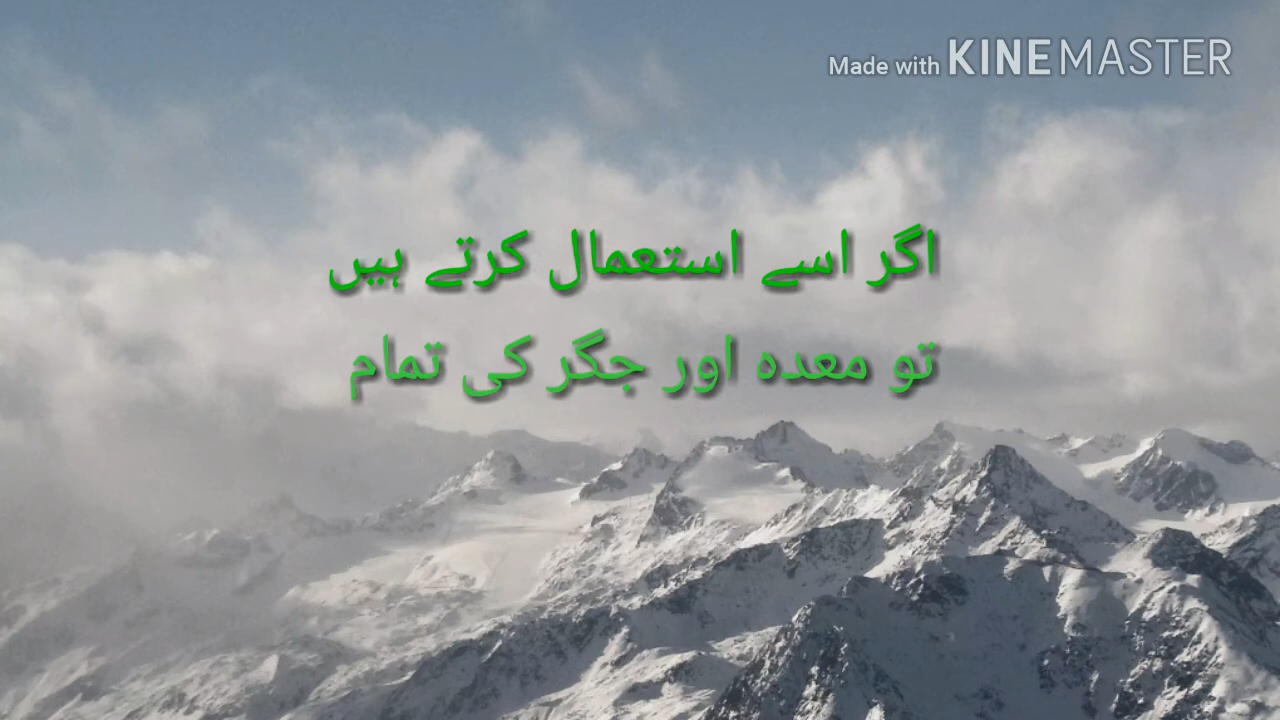 Made with KINEMASTER
اگر اسے استعمال کرتے ہیں
تو معدہ اور جگر کی تمام